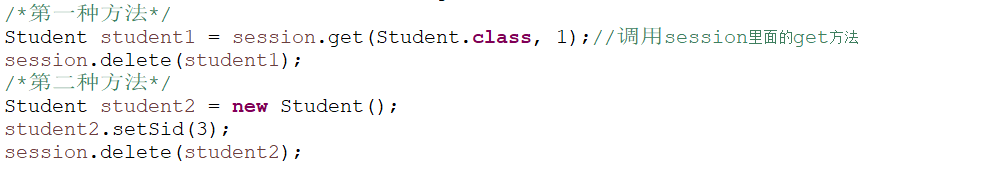 /*第一种方法*/
Student student1 = session.get(Student.class, 1);//调用session里面的get方法
session.delete(student1);
/*第二种方法*/
Student student2 = new Student();
student2.setSid(3);
session.delete(student2);